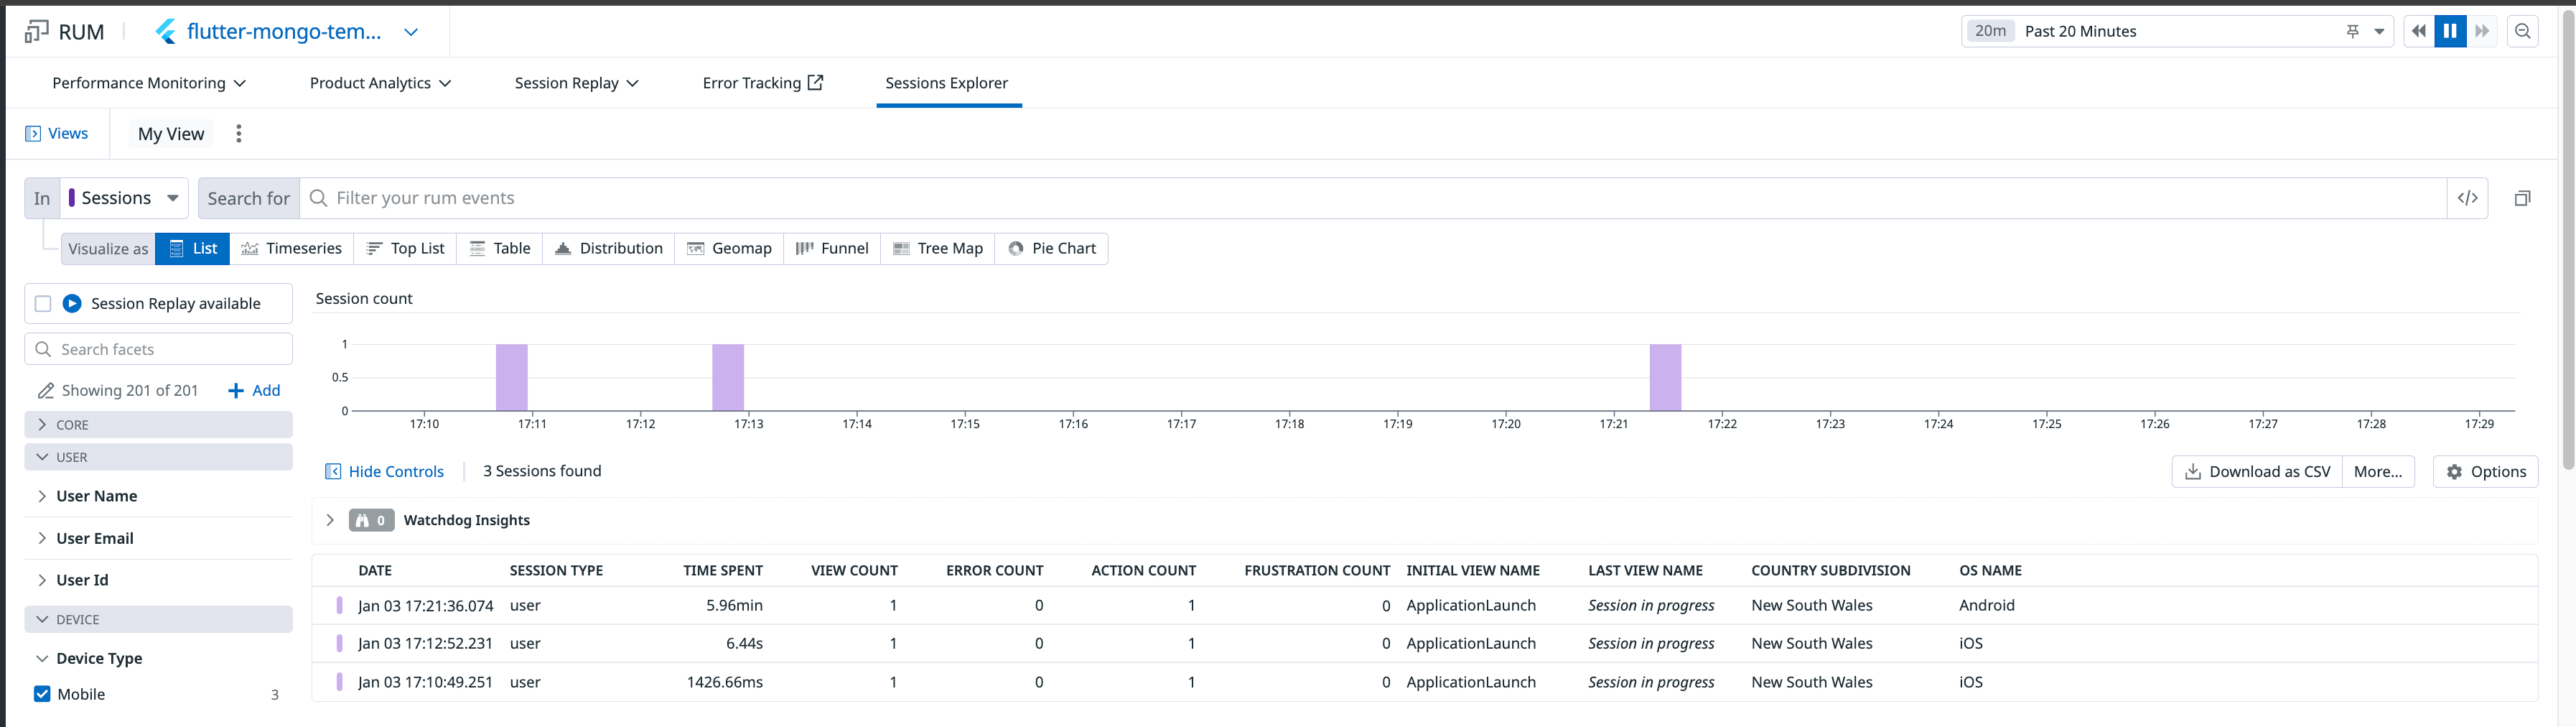 RUM flutter-mongo-tem... 20m Past 20 Minutes
Performance Monitoring Product Analytics Session Replay Error Tracking Sessions Explorer
Views My View
In Sessions Search for Filter your rum events </>
Visualize as List Timeseries Top List Table Distribution Geomap Funnel Tree Map Pie Chart
Session Replay available
Search facets
Showing 201 of 201 Add
CORE
USER
User Name
User Email
User Id
DEVICE
Device Type
Mobile 3
Session count
1
0.5
0
17:10 17:11 17:12 17:13 17:14 17:15 17:16 17:17 17:18 17:19 17:20 17:21 17:22 17:23 17:24 17:25 17:26 17:27 17:28 17:29
Hide Controls 3 Sessions found Download as CSV More... Options
0 Watchdog Insights
DATE SESSION TYPE TIME SPENT VIEW COUNT ERROR COUNT ACTION COUNT FRUSTRATION COUNT INITIAL VIEW NAME LAST VIEW NAME COUNTRY SUBDIVISION OS NAME
Jan 03 17:21:36.074 user 5.96min 1 0 1 0 ApplicationLaunch Session in progress New South Wales Android
Jan 03 17:12:52.231 user 6.44s 1 0 1 0 ApplicationLaunch Session in progress New South Wales iOS
Jan 03 17:10:49.251 user 1426.66ms 1 0 1 0 ApplicationLaunch Session in progress New South Wales iOS